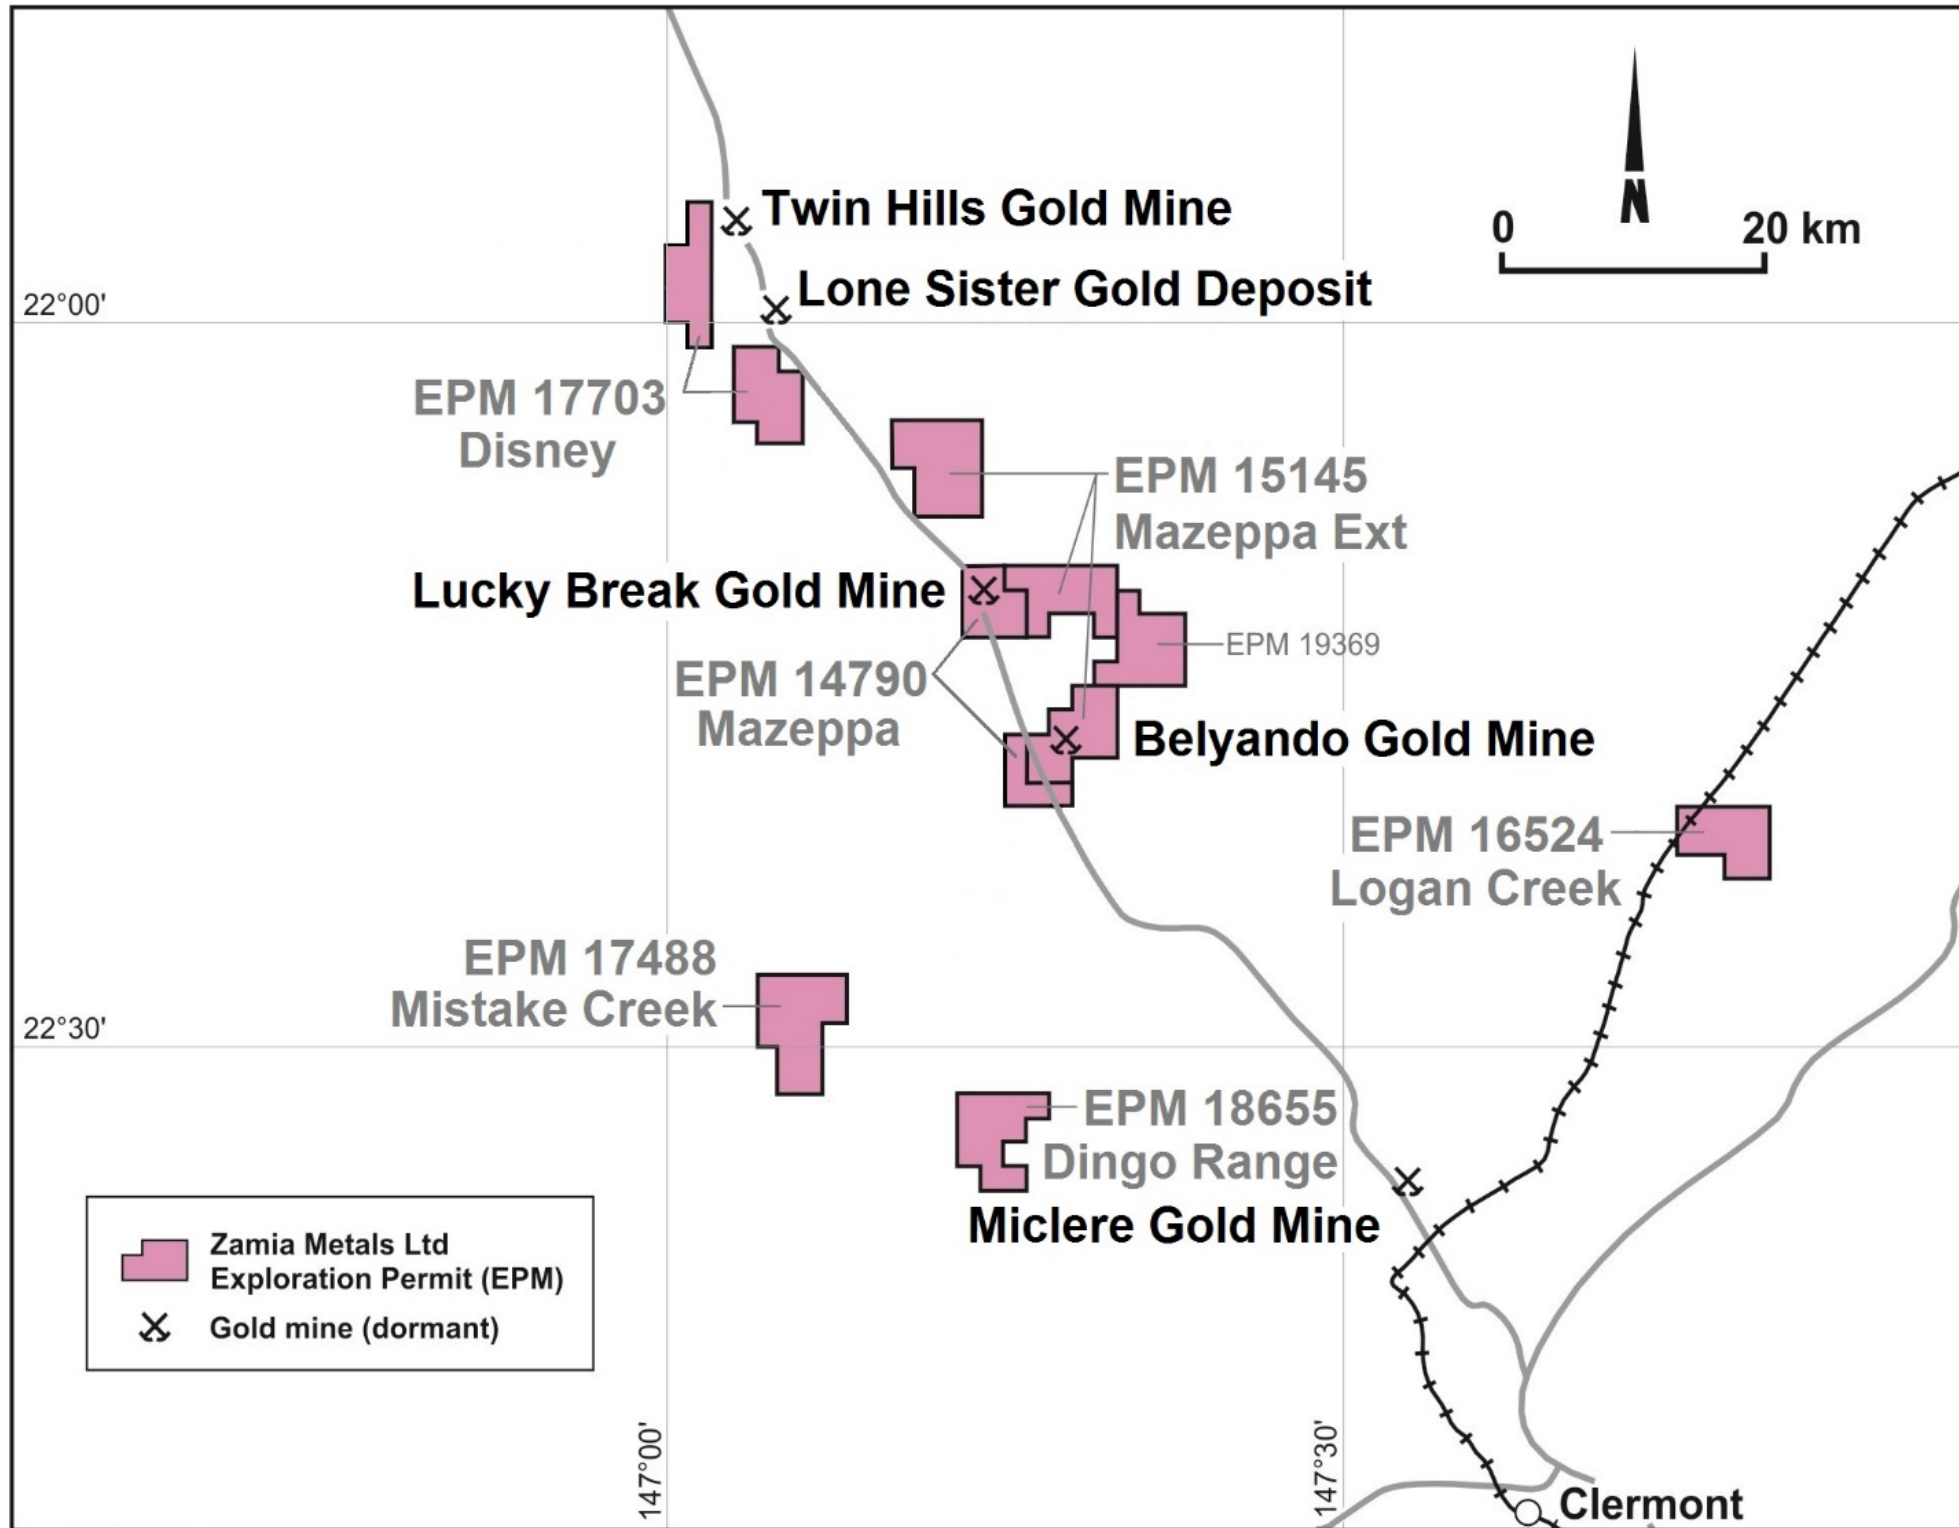 Twin Hills Gold Mine
N
0 20 km
Lone Sister Gold Deposit
22°00'
EPM 17703
Disney
EPM 15145
Mazeppa Ext
Lucky Break Gold Mine
EPM 19369
EPM 14790
Mazeppa
Belyando Gold Mine
EPM 16524
Logan Creek
EPM 17488
Mistake Creek
22°30'
EPM 18655
Dingo Range
Miclere Gold Mine
Zamia Metals Ltd
Exploration Permit (EPM)
Gold mine (dormant)
147°00'
147°30'
Clermont